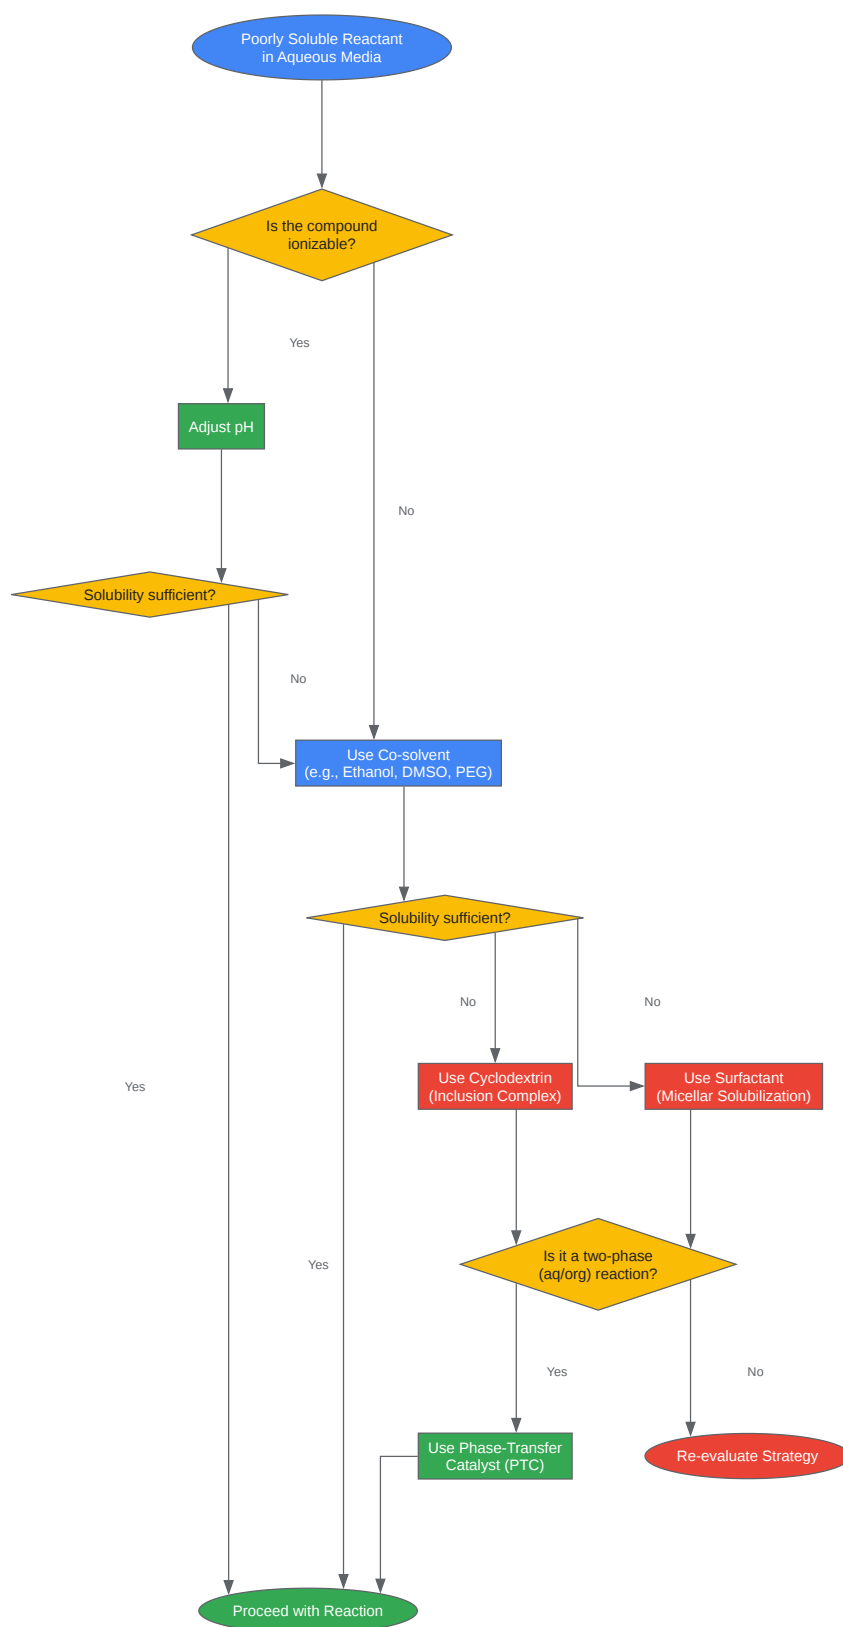 Poorly Soluble Reactant
in Aqueous Media
Is the compound
ionizable?
Yes
Adjust pH
No
Solubility sufficient?
No
Use Co-solvent
(e.g., Ethanol, DMSO, PEG)
Solubility sufficient?
No
No
Use Cyclodextrin
(Inclusion Complex)
Use Surfactant
(Micellar Solubilization)
Yes
Is it a two-phase
(aq/org) reaction?
Yes
Yes
No
Use Phase-Transfer
Catalyst (PTC)
Re-evaluate Strategy
Proceed with Reaction